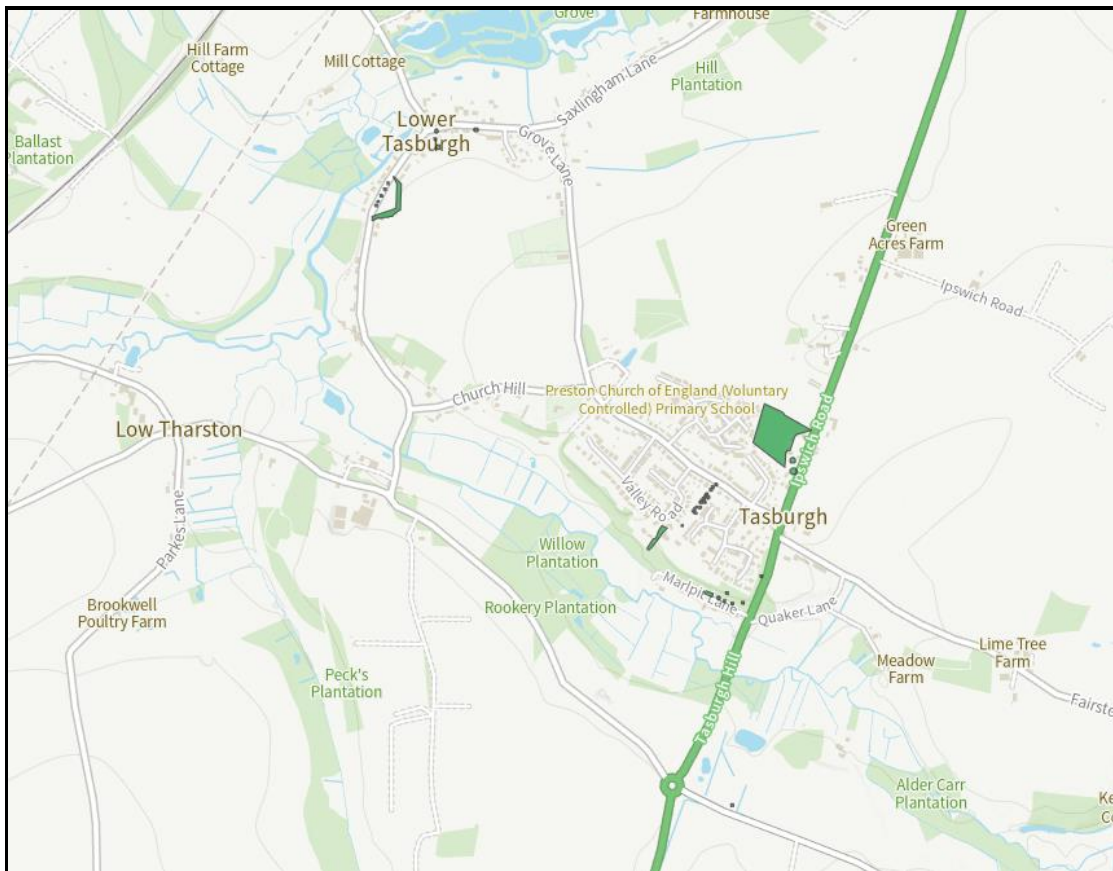 Grove
Farmhouse
Hill Farm
Cottage
Mill Cottage
Saxlingham Lane
Hill
Plantation
Lower
Tasburgh
Grove Lane
Ballast
Plantation
Green
Acres Farm
Ipswich Road
Church Hill
Preston Church of England (Voluntary
Controlled) Primary School
Ipswich Road
Low Tharston
Valley Road
Tasburgh
Parkes Lane
Willow
Plantation
Marlpit Lane
Rookery Plantation
Quaker Lane
Brookwell
Poultry Farm
Lime Tree
Farm
Meadow
Farm
Peck's
Plantation
Tasburgh Hill
Fairste
Alder Carr
Plantation
Ke
Co